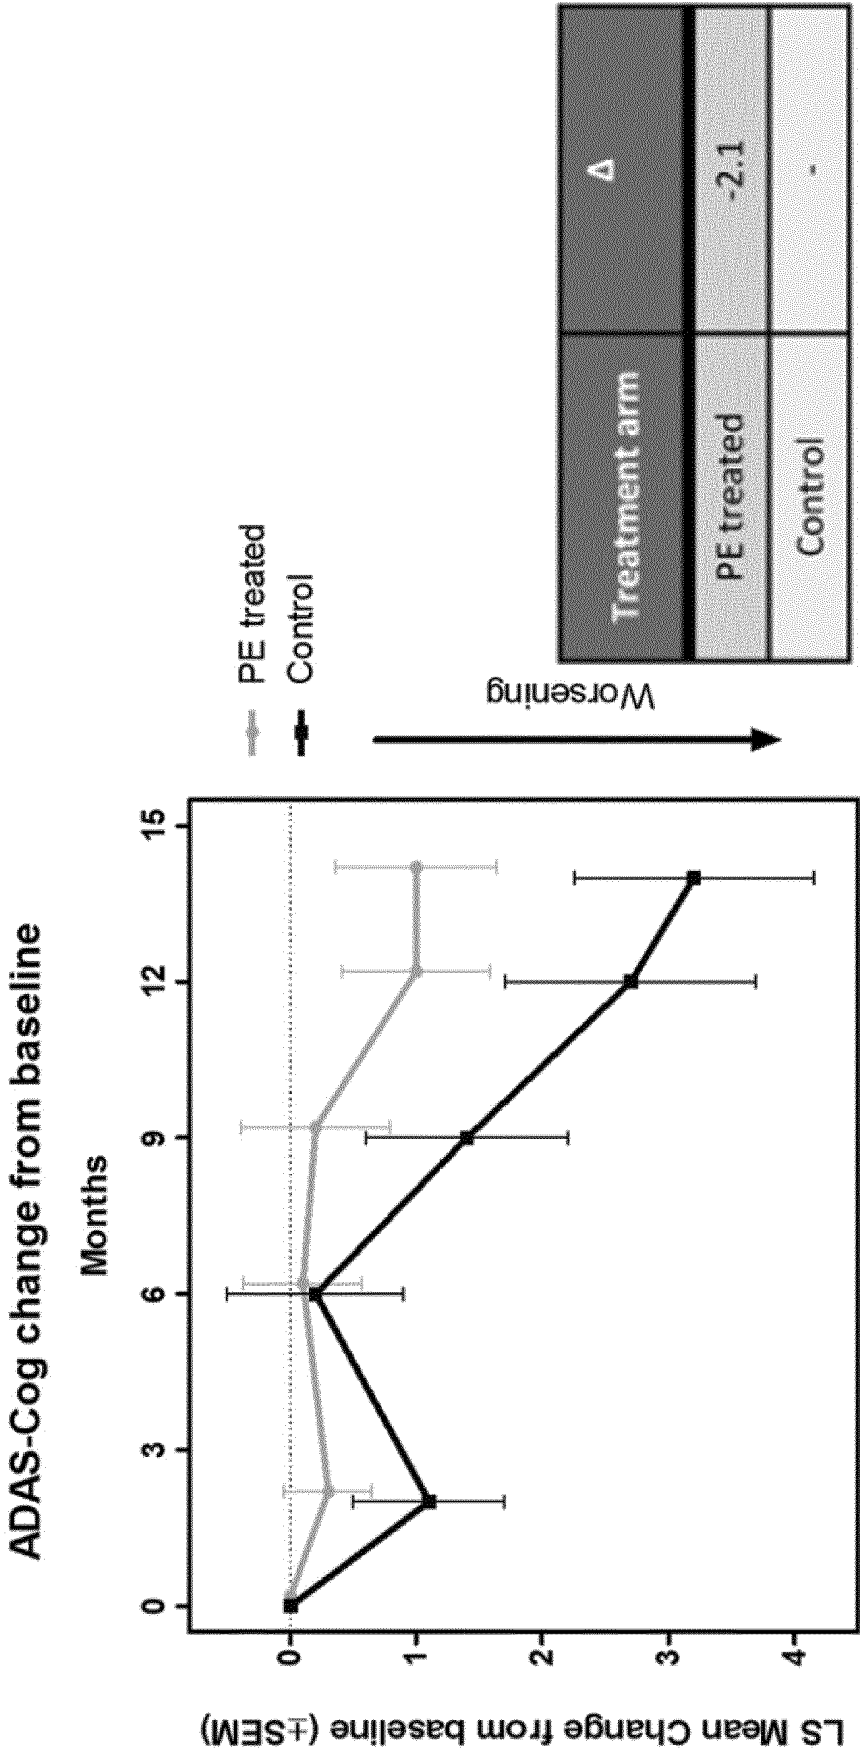 ADAS-Cog change from baseline
Months
0 3 6 9 12 15
0
1
2
3
4
LS Mean Change from baseline (±SEM)
PE treated
Control
Worsening
Treatment arm Δ
PE treated -2.1
Control -